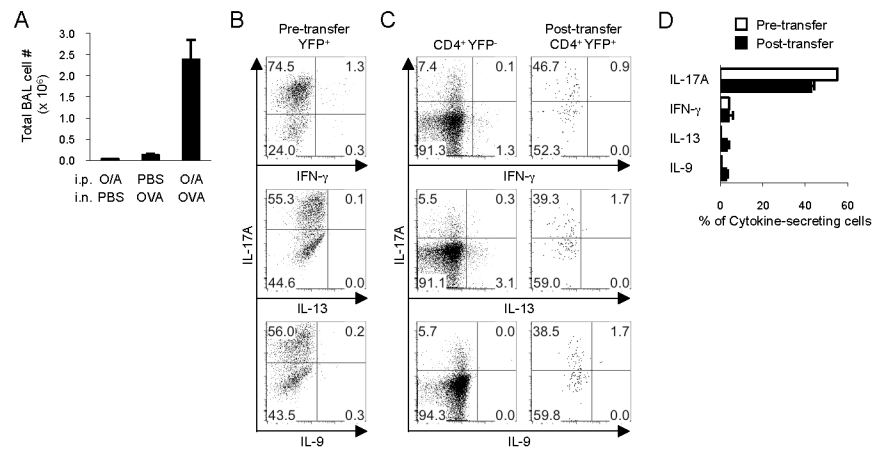 A
Total BAL cell #
(x 10⁶)
3.0
2.5
2.0
1.5
1.0
0.5
0.0
i.p. O/A PBS O/A
i.n. PBS OVA OVA
B
Pre-transfer
YFP⁺
IL-17A
74.5 1.3
24.0 0.3
IFN-γ
55.3 0.1
44.6 0.0
IL-13
56.0 0.2
43.5 0.3
IL-9
C
CD4⁺YFP⁻
Post-transfer
CD4⁺YFP⁺
IL-17A
7.4 0.1 46.7 0.9
91.3 1.3 52.3 0.0
IFN-γ
5.5 0.3 39.3 1.7
91.1 3.1 59.0 0.0
IL-13
5.7 0.0 38.5 1.7
94.3 0.0 59.8 0.0
IL-9
D
Pre-transfer
Post-transfer
IL-17A
IFN-γ
IL-13
IL-9
0 20 40 60
% of Cytokine-secreting cells